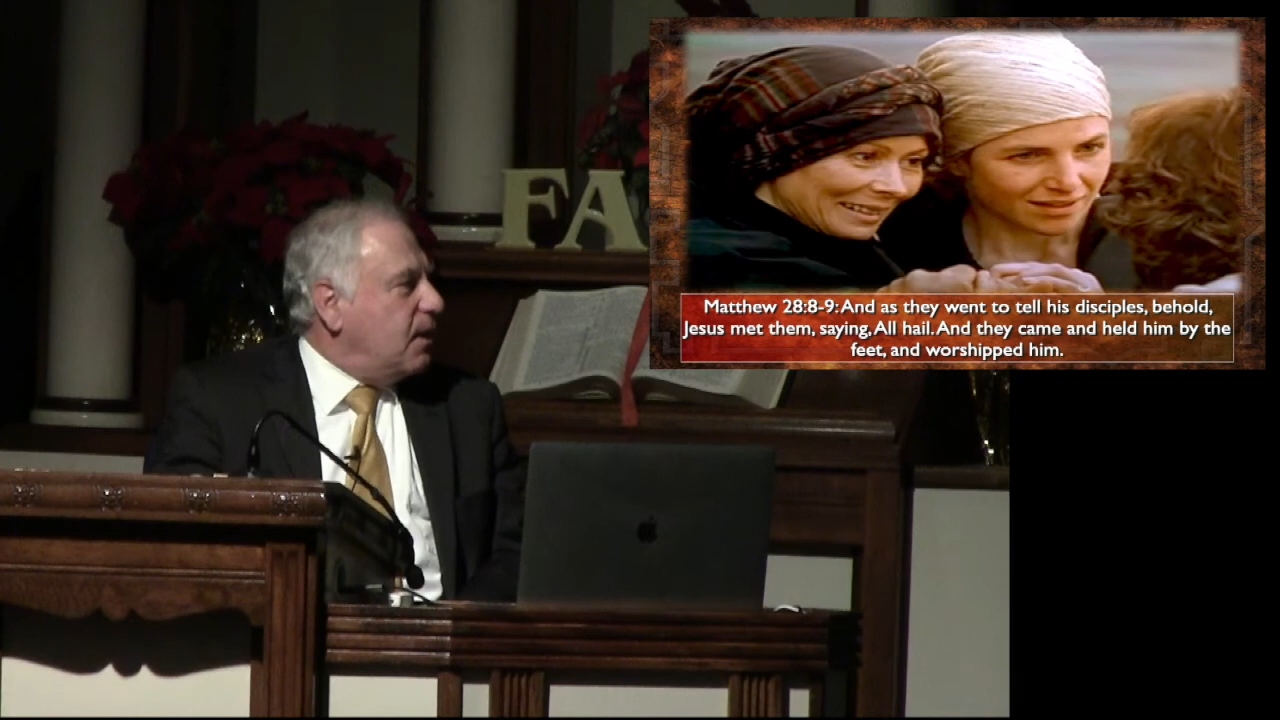 FA
Matthew 28:8-9: And as they went to tell his disciples, behold,
Jesus met them, saying, All hail. And they came and held him by the
feet, and worshipped him.